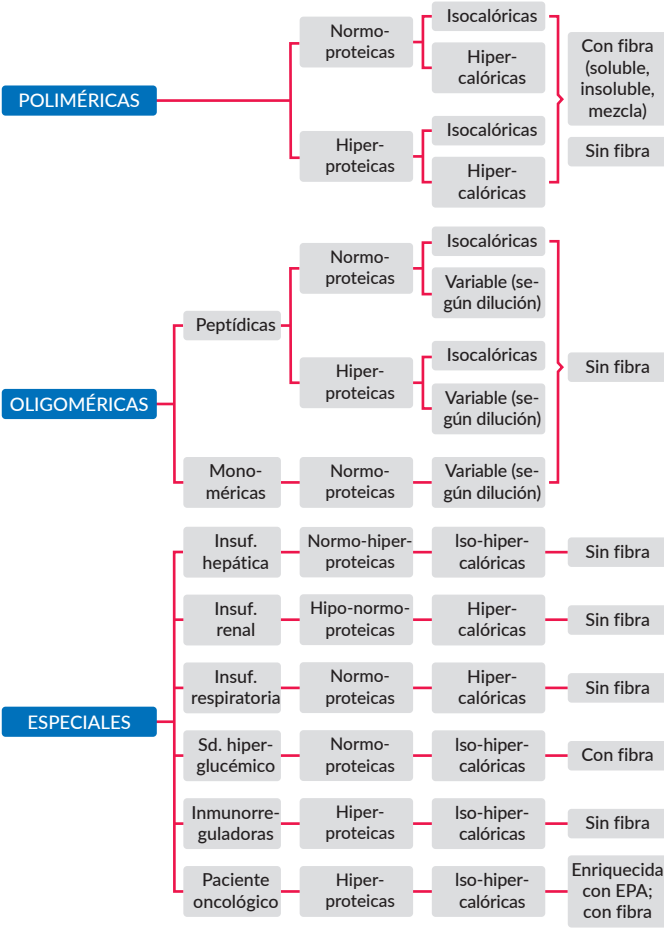 POLIMÉRICAS
Normo-
proteicas
Isocalóricas
Hiper-
calóricas
Hiper-
proteicas
Isocalóricas
Hiper-
calóricas
Con fibra
(soluble,
insoluble,
mezcla)
Sin fibra
OLIGOMÉRICAS
Peptídicas
Normo-
proteicas
Isocalóricas
Variable (se-
gún dilución)
Hiper-
proteicas
Isocalóricas
Variable (se-
gún dilución)
Mono-
méricas
Normo-
proteicas
Variable (se-
gún dilución)
Sin fibra
ESPECIALES
Insuf.
hepática
Normo-hiper-
proteicas
Iso-hiper-
calóricas
Sin fibra
Insuf.
renal
Hipo-normo-
proteicas
Hiper-
calóricas
Sin fibra
Insuf.
respiratoria
Normo-
proteicas
Hiper-
calóricas
Sin fibra
Sd. hiper-
glucémico
Normo-
proteicas
Iso-hiper-
calóricas
Con fibra
Inmunorre-
guladoras
Hiper-
proteicas
Iso-hiper-
calóricas
Sin fibra
Paciente
oncológico
Hiper-
proteicas
Iso-hiper-
calóricas
Enriquecida
con EPA;
con fibra